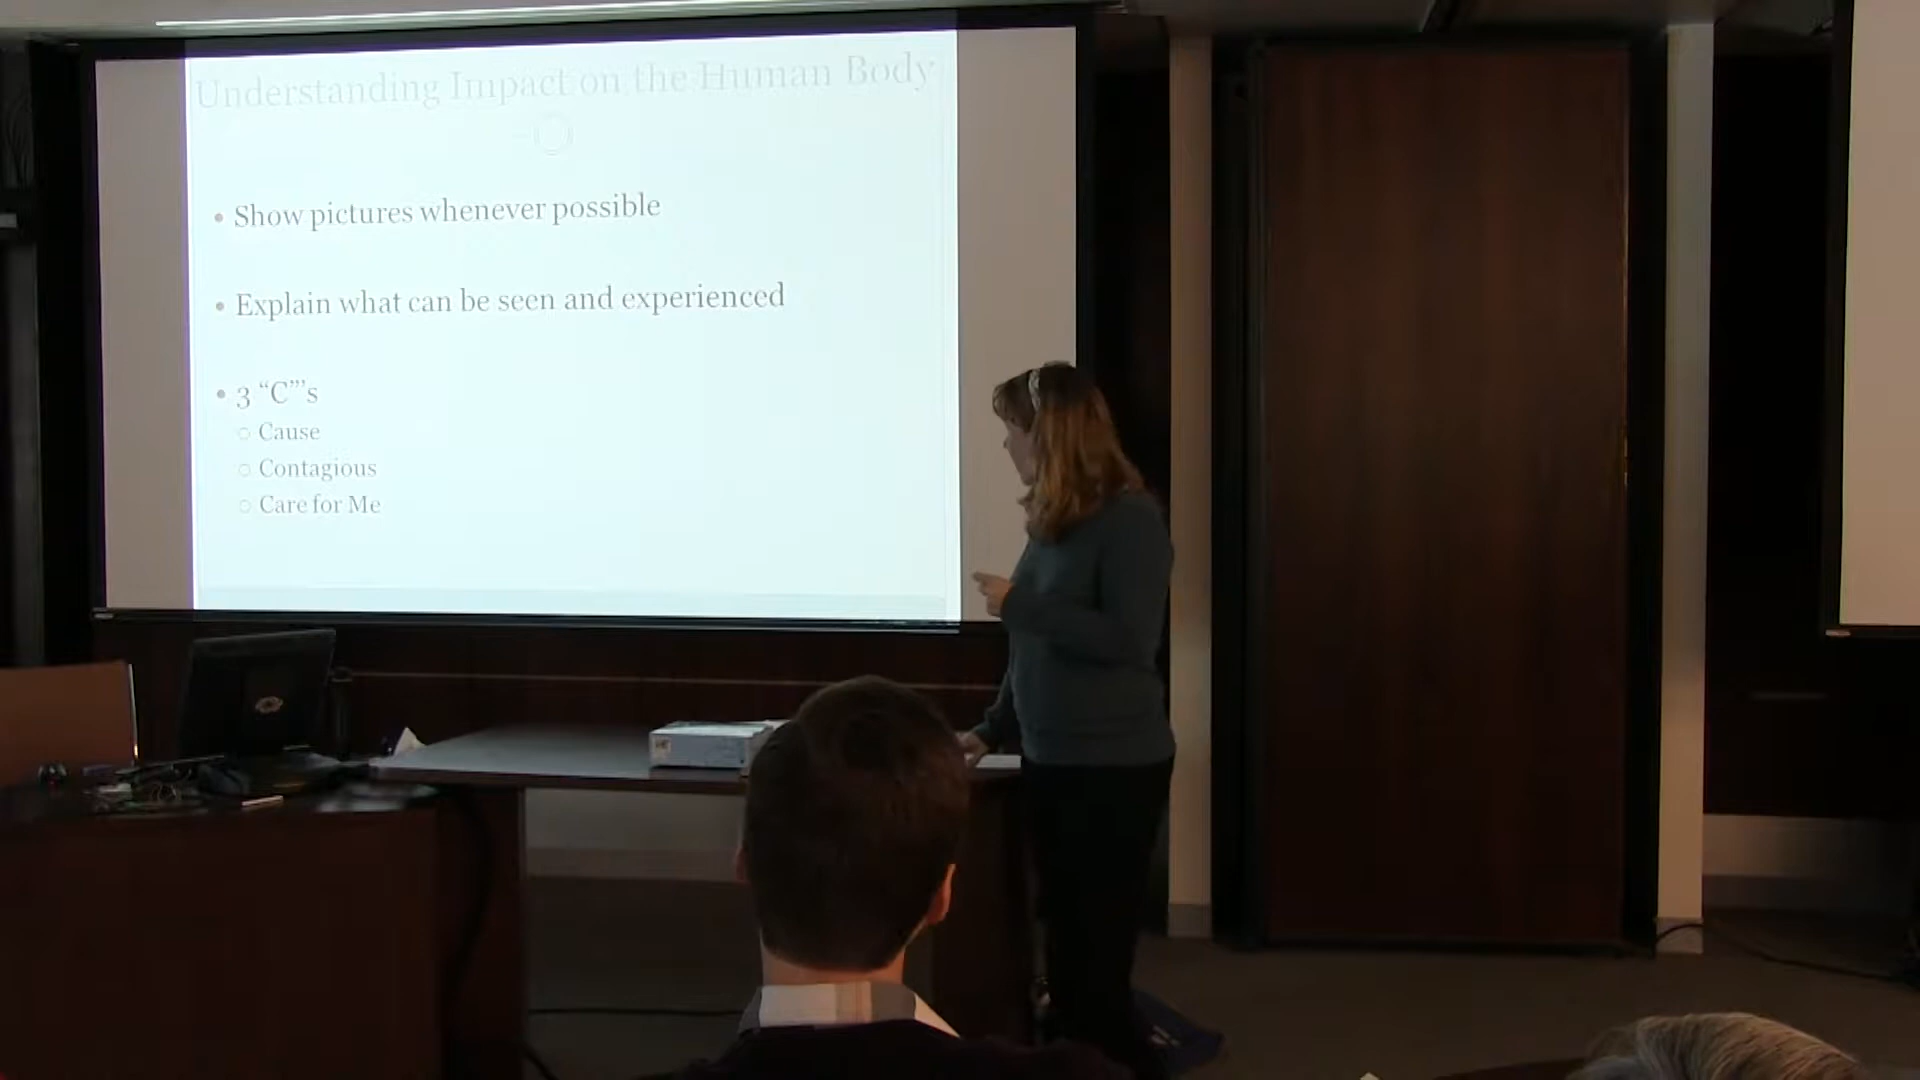 Understanding Impact on the Human Body
• Show pictures whenever possible
• Explain what can be seen and experienced
• 3 “C”’s
○ Cause
○ Contagious
○ Care for Me